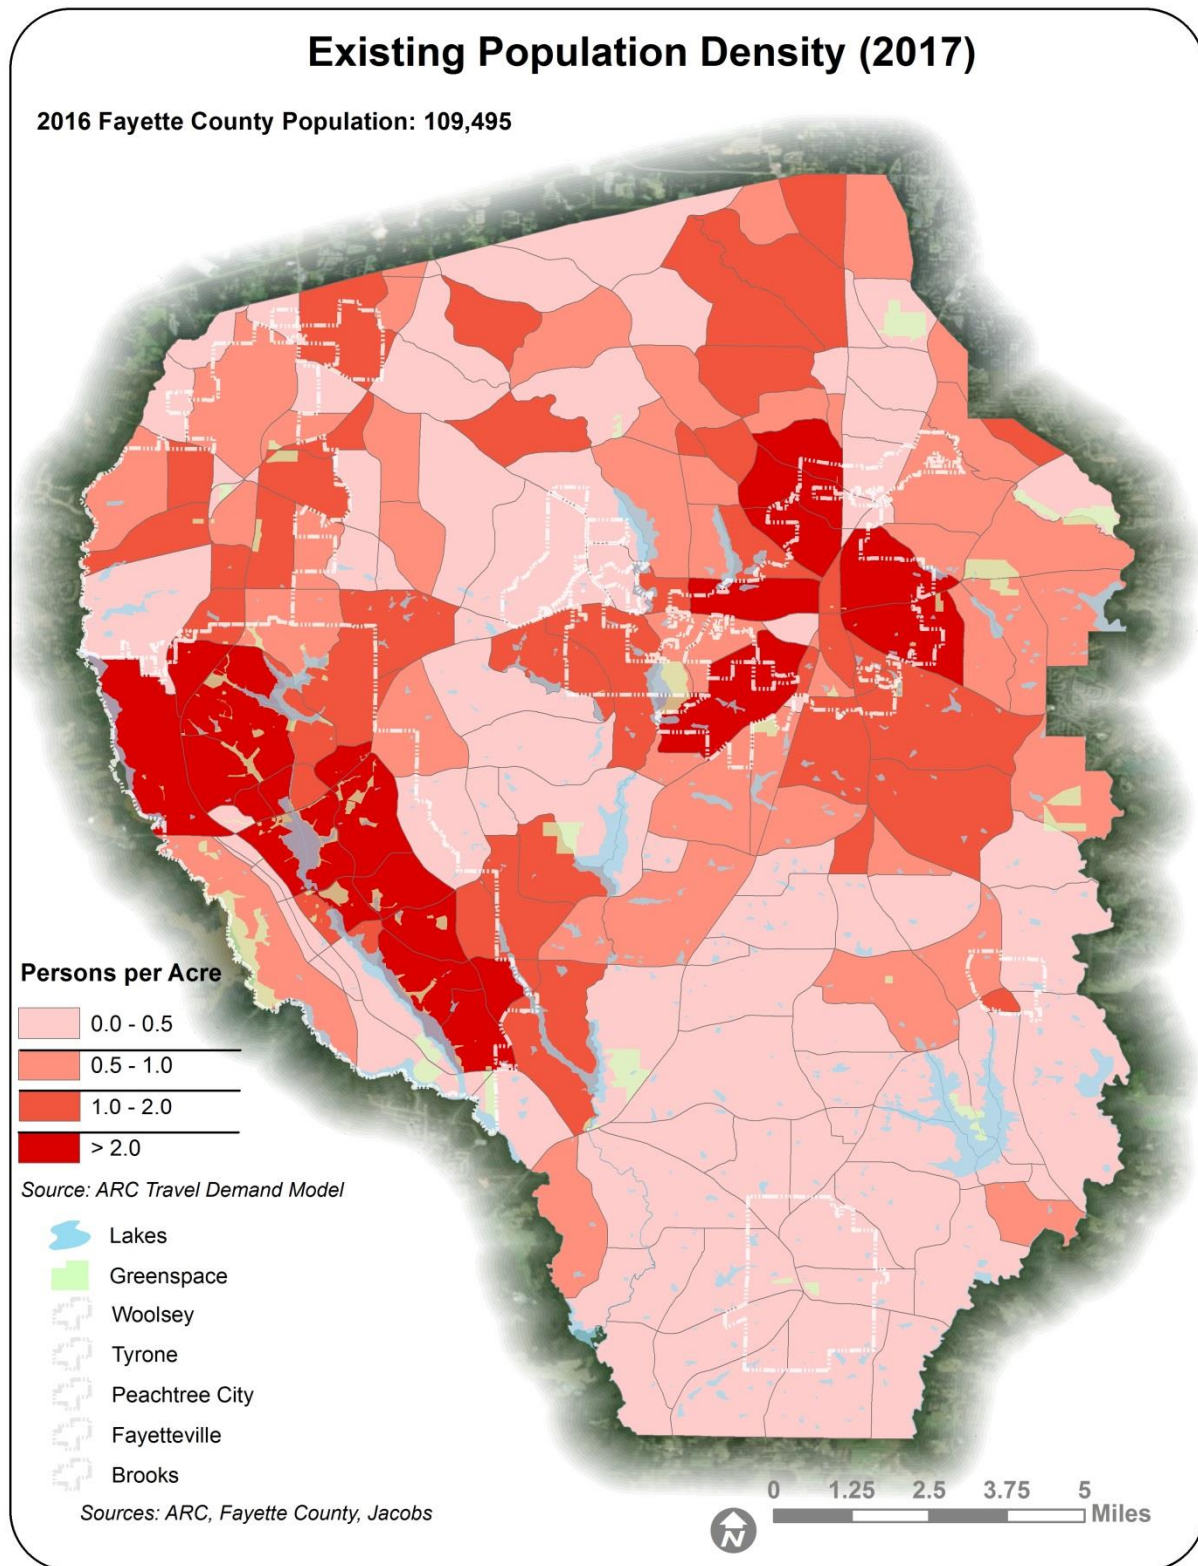 Existing Population Density (2017)
2016 Fayette County Population: 109,495
Persons per Acre
0.0 - 0.5
0.5 - 1.0
1.0 - 2.0
> 2.0
Source: ARC Travel Demand Model
Lakes
Greenspace
Woolsey
Tyrone
Peachtree City
Fayetteville
Brooks
Sources: ARC, Fayette County, Jacobs
0 1.25 2.5 3.75 5
Miles
N